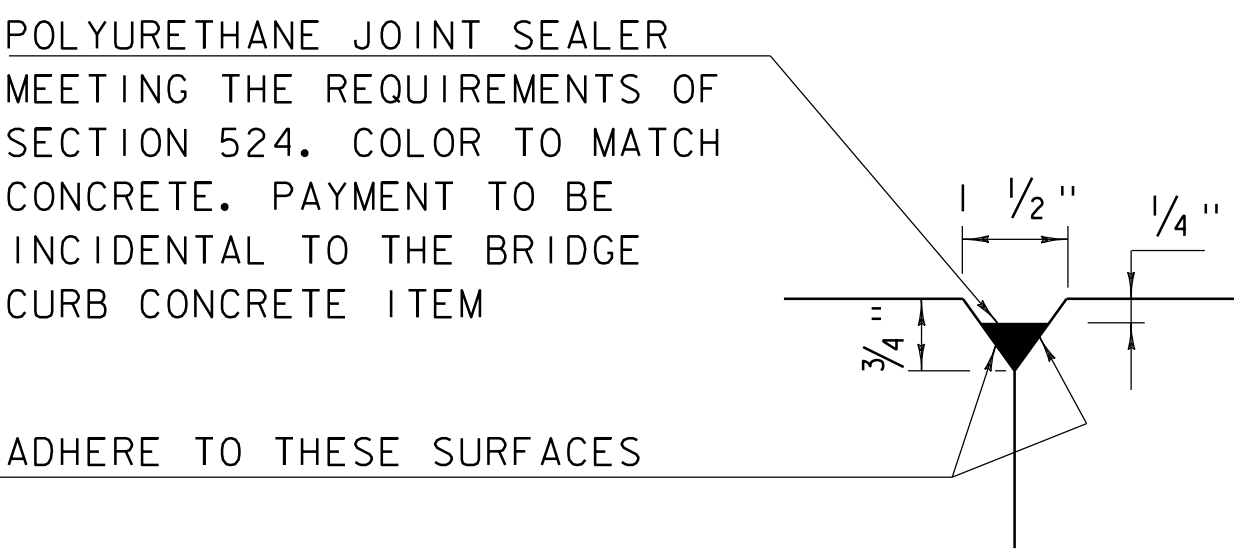 POLYURETHANE JOINT SEALER
MEETING THE REQUIREMENTS OF
SECTION 524. COLOR TO MATCH
CONCRETE. PAYMENT TO BE
INCIDENTAL TO THE BRIDGE
CURB CONCRETE ITEM
1 1/2"
1/4"
3/4"
ADHERE TO THESE SURFACES